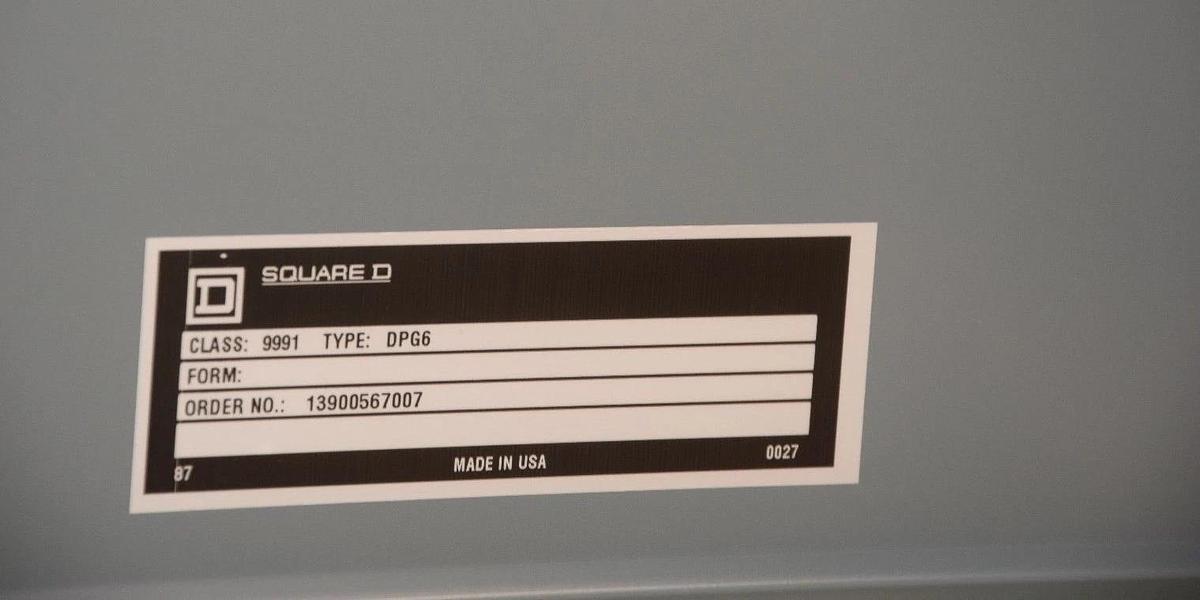 D SQUARE D
CLASS: 9991 TYPE: DPG6
FORM:
ORDER NO.: 13900567007
87 MADE IN USA 0027